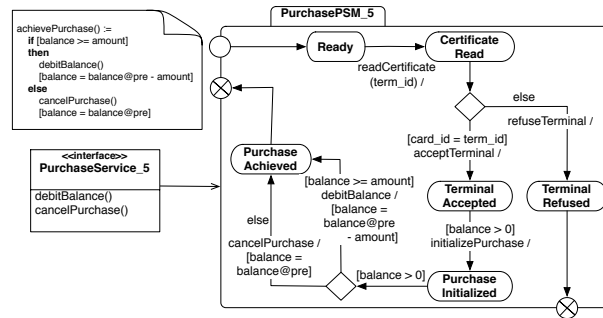 achievePurchase() :=
if [balance >= amount]
then
debitBalance()
[balance = balance@pre - amount]
else
cancelPurchase()
[balance = balance@pre]
<<interface>>
PurchaseService_5
debitBalance()
cancelPurchase()
PurchasePSM_5
Ready
readCertificate
(term_id) /
Certificate
Read
else
refuseTerminal /
[card_id = term_id]
acceptTerminal /
Purchase
Achieved
[balance >= amount]
debitBalance /
[balance =
balance@pre
- amount]
else
cancelPurchase /
[balance =
balance@pre]
Terminal
Accepted
Terminal
Refused
[balance > 0]
initializePurchase /
[balance > 0]
Purchase
Initialized